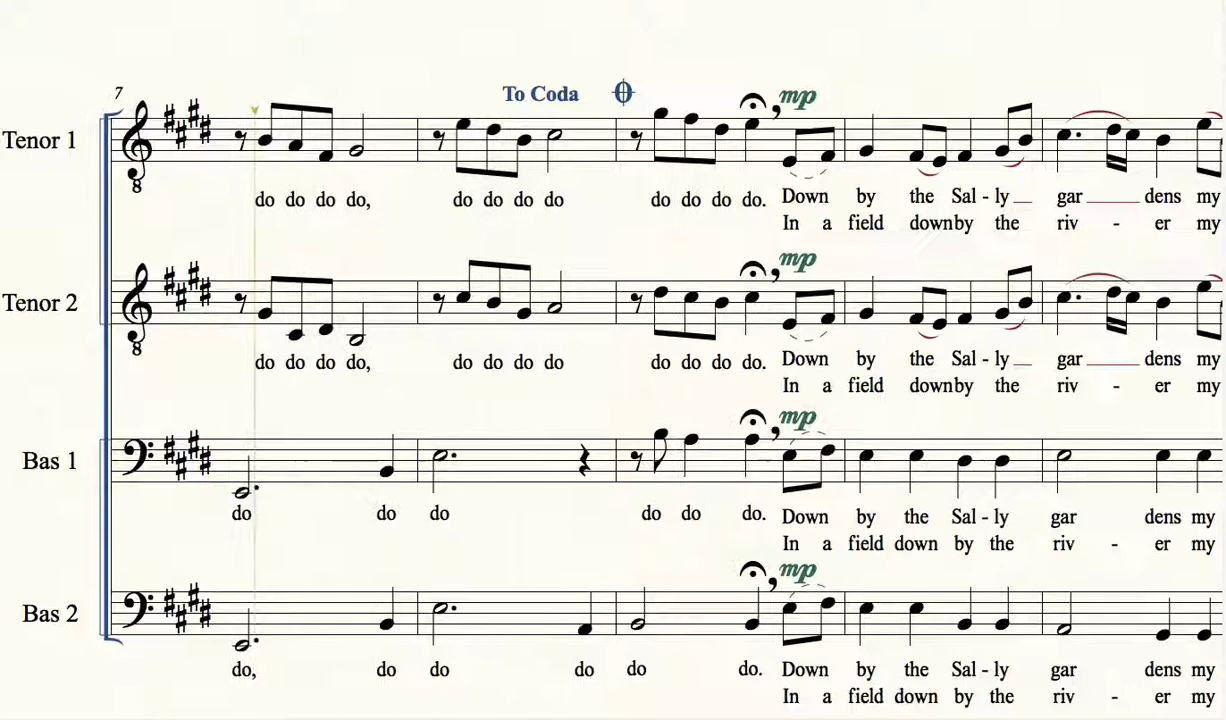 7
To Coda
mp
Tenor 1
8
do do do do, do do do do do do do do. Down by the Sal - ly gar dens my
In a field downby the riv - er my
mp
Tenor 2
8
do do do do, do do do do do do do do. Down by the Sal - ly gar dens my
In a field downby the riv - er my
mp
Bas 1
do do do do do do. Down by the Sal - ly gar dens my
In a field down by the riv - er my
mp
Bas 2
do, do do do do do. Down by the Sal - ly gar dens my
In a field down by the riv - er my